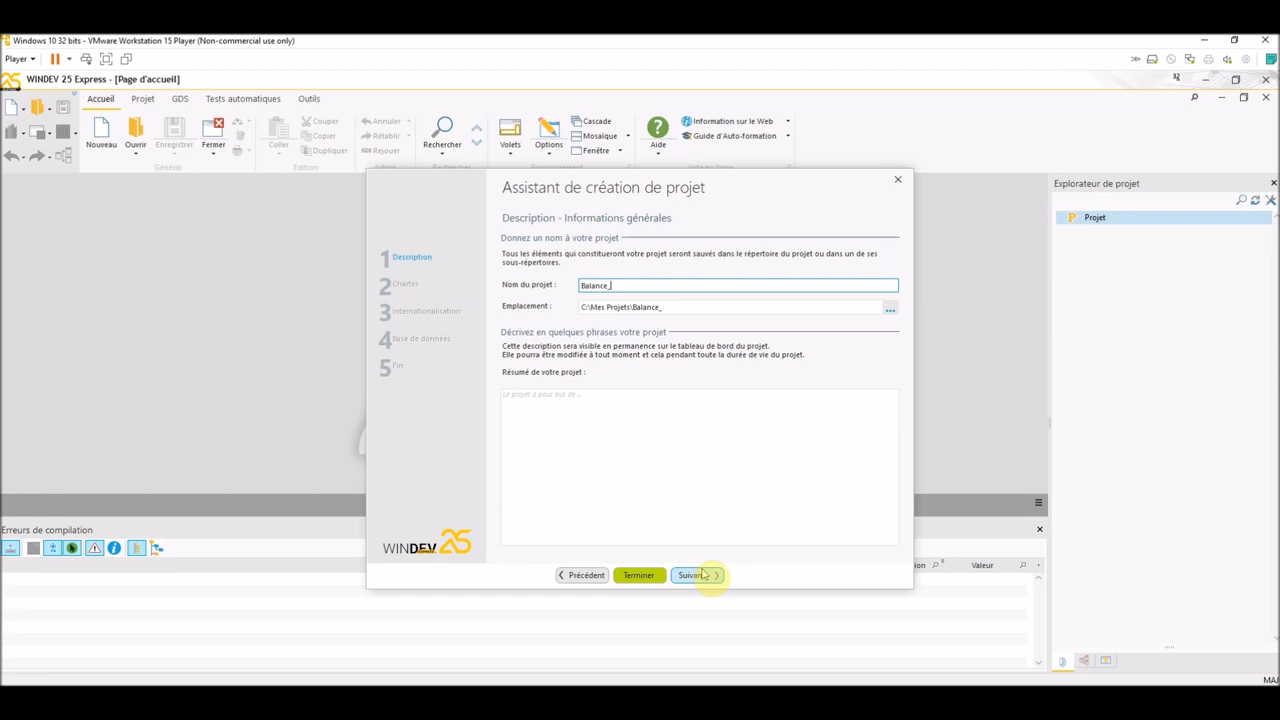 Windows 10 32 bits - VMware Workstation 15 Player (Non-commercial use only)
Player
25 WINDEV 25 Express - [Page d'accueil]
32
Accueil Projet GDS Tests automatiques Outils
Nouveau Ouvrir Enregistrer Fermer
Couper
Copier
Dupliquer
Coller
Annuler
Rétablir
Rejouer
Rechercher
Volets Options
Cascade
Mosaïque
Fenêtre
Aide
Information sur le Web
Guide d'Auto-formation
Général Edition
Explorateur de projet
Projet
Assistant de création de projet
Description - Informations générales
Donnez un nom à votre projet
Tous les éléments qui constitueront votre projet seront sauvés dans le répertoire du projet ou dans un de ses
sous-répertoires.
Nom du projet : Balance_
Emplacement : C:\Mes Projets\Balance_ ...
Décrivez en quelques phrases votre projet
Cette description sera visible en permanence sur le tableau de bord du projet.
Elle pourra être modifiée à tout moment et cela pendant toute la durée de vie du projet.
Résumé de votre projet :
Le projet a pour but de ...
1 Description
2 Chartes
3 Internationalisation
4 Base de données
5 Fin
WINDEV EXPRESS 25
Précédent Terminer Suivan
Erreurs de compilation
tion Valeur
MAJ